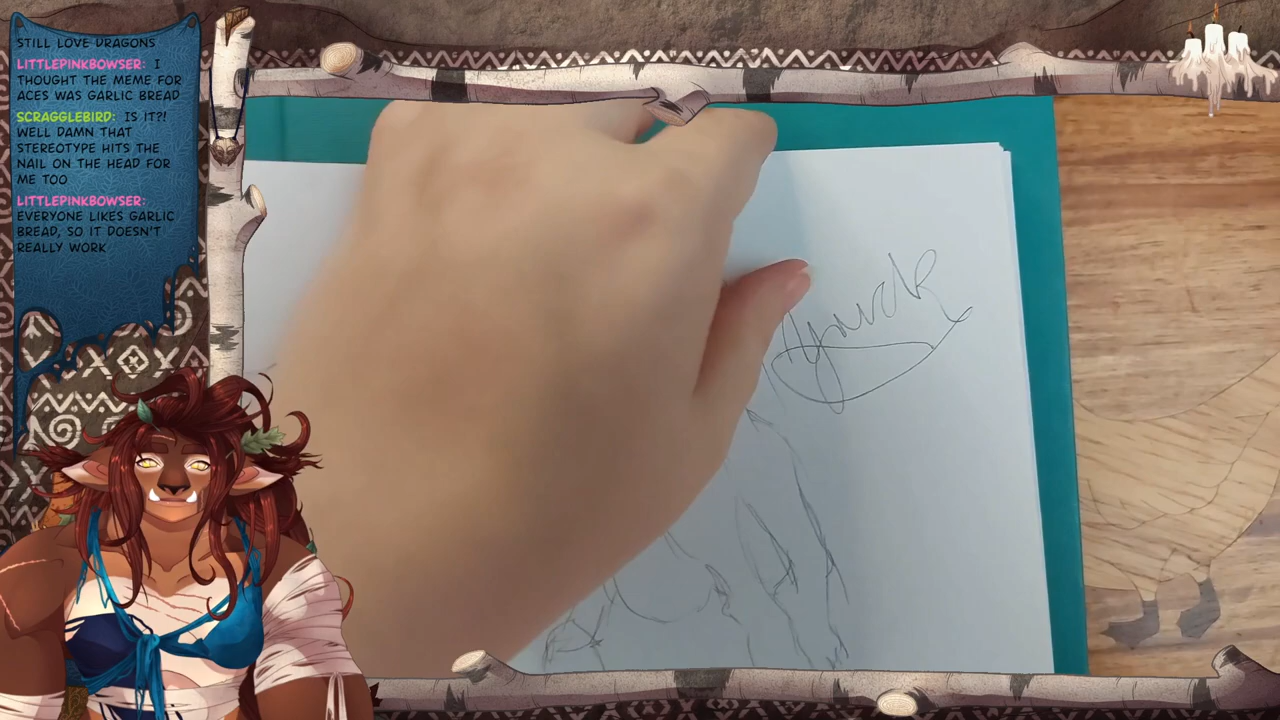 STILL LOVE DRAGONS
LITTLEPINKBOWSER: I
THOUGHT THE MEME FOR
ACES WAS GARLIC BREAD
SCRAGGLEBIRD: IS IT?!
WELL DAMN THAT
STEREOTYPE HITS THE
NAIL ON THE HEAD FOR
ME TOO
LITTLEPINKBOWSER:
EVERYONE LIKES GARLIC
BREAD, SO IT DOESN'T
REALLY WORK